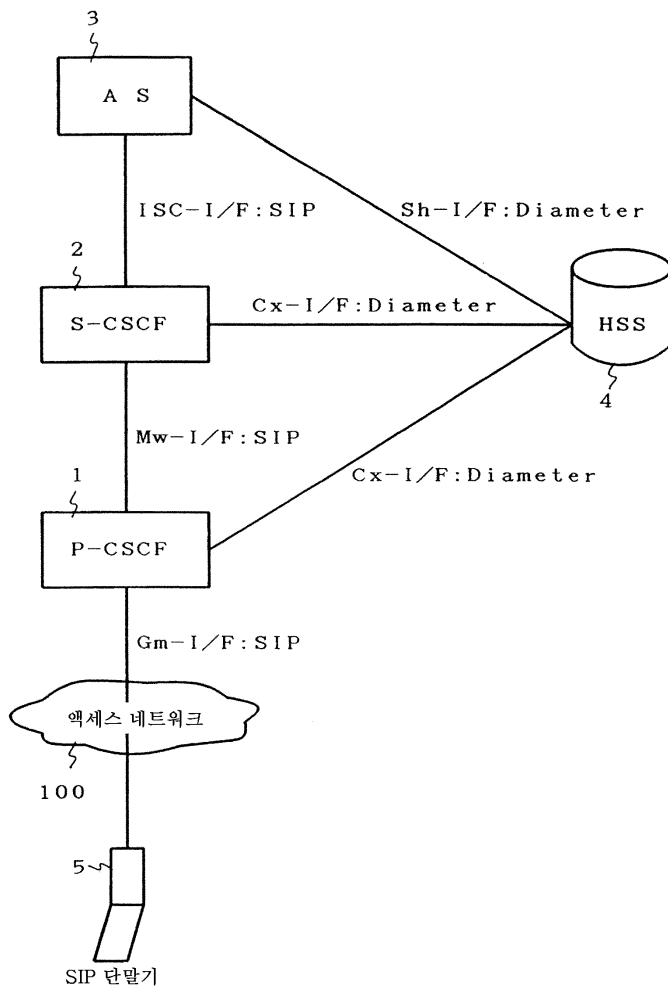 3
A S
ISC-I/F:SIP
Sh-I/F:Diameter
2
S-CSCF
Cx-I/F:Diameter
HSS
4
Mw-I/F:SIP
Cx-I/F:Diameter
1
P-CSCF
Gm-I/F:SIP
액세스 네트워크
100
5
SIP 단말기